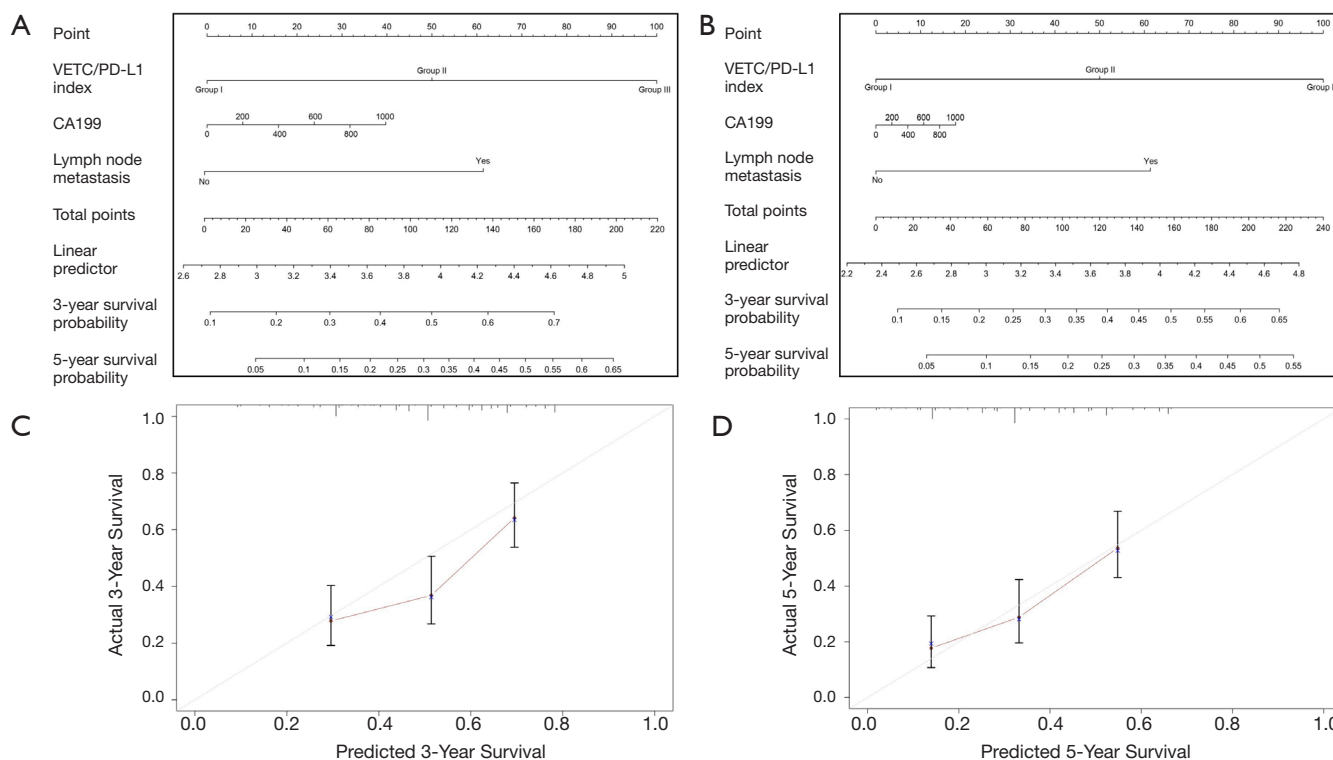 A
Point
0 10 20 30 40 50 60 70 80 90 100
VETC/PD-L1
index
Group I Group II Group III
CA199
200 600 1000
0 400 800
Lymph node
metastasis
Yes
No
Total points
0 20 40 60 80 100 120 140 160 180 200 220
Linear
predictor
2.6 2.8 3 3.2 3.4 3.6 3.8 4 4.2 4.4 4.6 4.8 5
3-year survival
probability
0.1 0.2 0.3 0.4 0.5 0.6 0.7
5-year survival
probability
0.05 0.1 0.15 0.2 0.25 0.3 0.35 0.4 0.45 0.5 0.55 0.6 0.65
B
Point
0 10 20 30 40 50 60 70 80 90 100
VETC/PD-L1
index
Group I Group II Group I
CA199
200 600 1000
0 400 800
Lymph node
metastasis
Yes
No
Total points
0 20 40 60 80 100 120 140 160 180 200 220 240
Linear
predictor
2.2 2.4 2.6 2.8 3 3.2 3.4 3.6 3.8 4 4.2 4.4 4.6 4.8
3-year survival
probability
0.1 0.15 0.2 0.25 0.3 0.35 0.4 0.45 0.5 0.55 0.6 0.65
5-year survival
probability
0.05 0.1 0.15 0.2 0.25 0.3 0.35 0.4 0.45 0.5 0.55
C
Actual 3-Year Survival
1.0
0.8
0.6
0.4
0.2
0.0
0.0 0.2 0.4 0.6 0.8 1.0
Predicted 3-Year Survival
D
Actual 5-Year Survival
1.0
0.8
0.6
0.4
0.2
0.0
0.0 0.2 0.4 0.6 0.8 1.0
Predicted 5-Year Survival